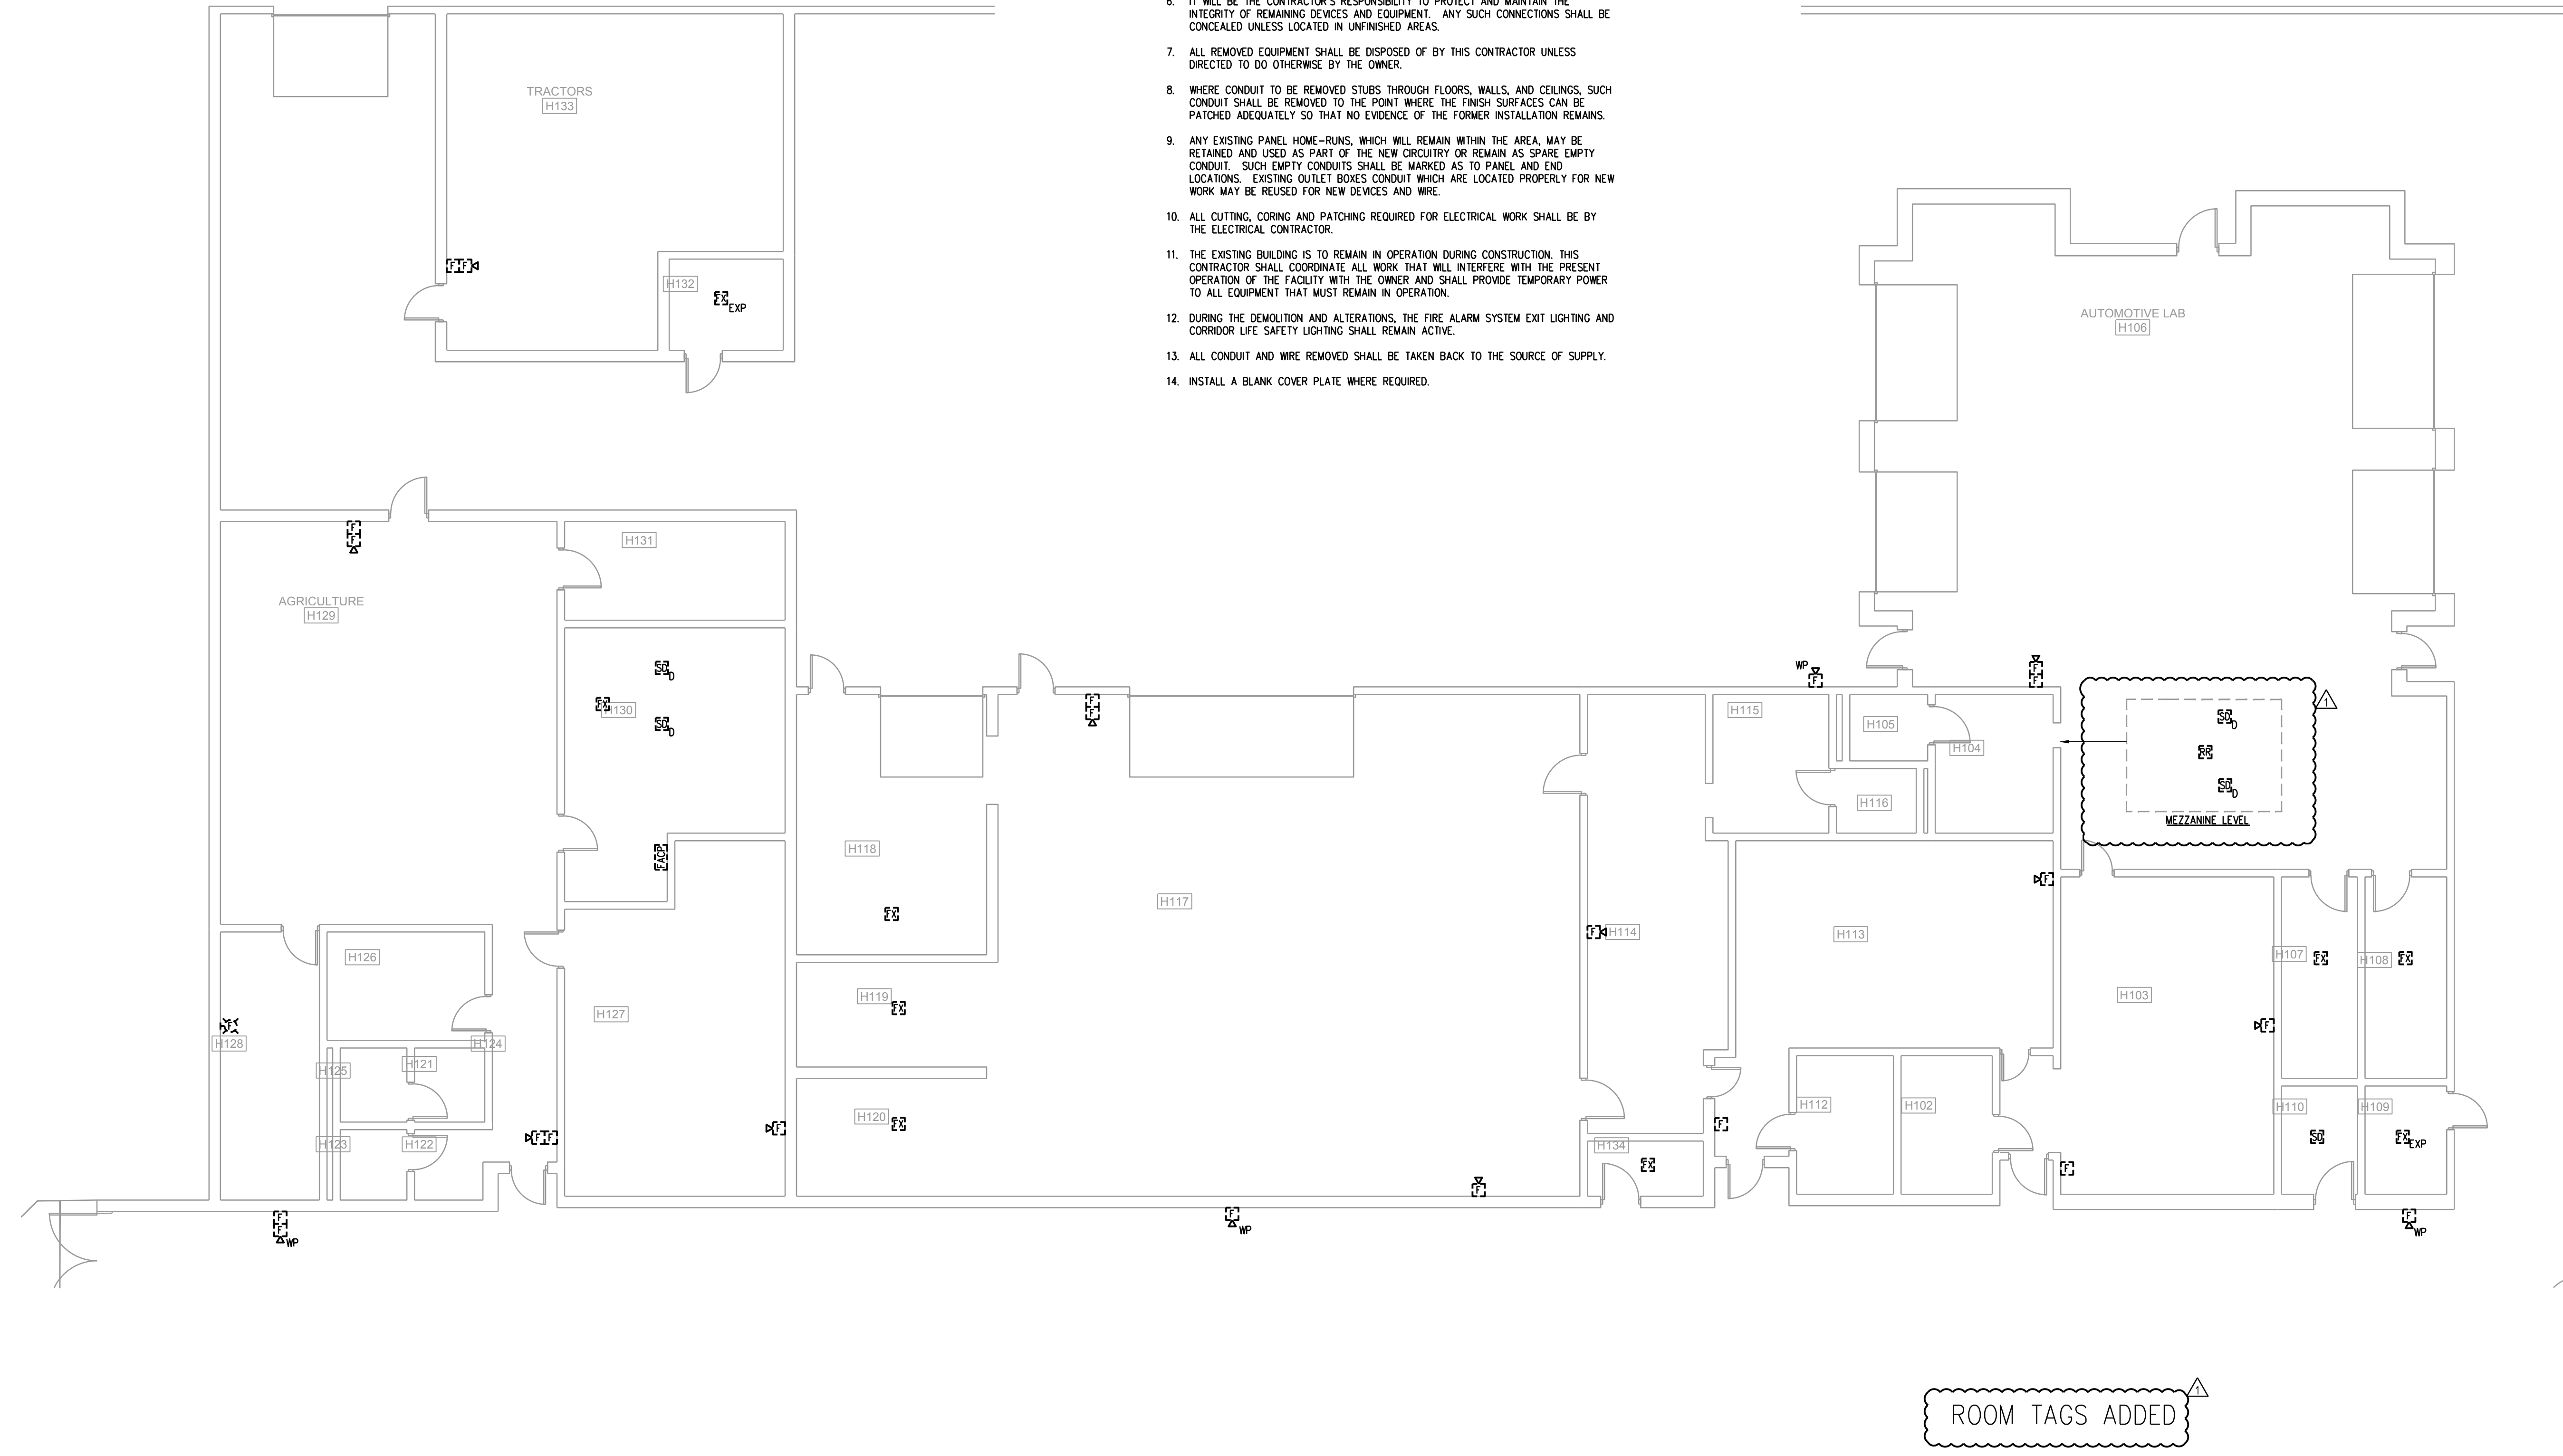 6. IT WILL BE THE CONTRACTOR'S RESPONSIBILITY TO PROTECT AND MAINTAIN THE
INTEGRITY OF REMAINING DEVICES AND EQUIPMENT. ANY SUCH CONNECTIONS SHALL BE
CONCEALED UNLESS LOCATED IN UNFINISHED AREAS.
7. ALL REMOVED EQUIPMENT SHALL BE DISPOSED OF BY THIS CONTRACTOR UNLESS
DIRECTED TO DO OTHERWISE BY THE OWNER.
8. WHERE CONDUIT TO BE REMOVED STUBS THROUGH FLOORS, WALLS, AND CEILINGS, SUCH
CONDUIT SHALL BE REMOVED TO THE POINT WHERE THE FINISH SURFACES CAN BE
PATCHED ADEQUATELY SO THAT NO EVIDENCE OF THE FORMER INSTALLATION REMAINS.
9. ANY EXISTING PANEL HOME-RUNS, WHICH WILL REMAIN WITHIN THE AREA, MAY BE
RETAINED AND USED AS PART OF THE NEW CIRCUITRY OR REMAIN AS SPARE EMPTY
CONDUIT. SUCH EMPTY CONDUITS SHALL BE MARKED AS TO PANEL AND END
LOCATIONS. EXISTING OUTLET BOXES CONDUIT WHICH ARE LOCATED PROPERLY FOR NEW
WORK MAY BE REUSED FOR NEW DEVICES AND WIRE.
10. ALL CUTTING, CORING AND PATCHING REQUIRED FOR ELECTRICAL WORK SHALL BE BY
THE ELECTRICAL CONTRACTOR.
11. THE EXISTING BUILDING IS TO REMAIN IN OPERATION DURING CONSTRUCTION. THIS
CONTRACTOR SHALL COORDINATE ALL WORK THAT WILL INTERFERE WITH THE PRESENT
OPERATION OF THE FACILITY WITH THE OWNER AND SHALL PROVIDE TEMPORARY POWER
TO ALL EQUIPMENT THAT MUST REMAIN IN OPERATION.
12. DURING THE DEMOLITION AND ALTERATIONS, THE FIRE ALARM SYSTEM EXIT LIGHTING AND
CORRIDOR LIFE SAFETY LIGHTING SHALL REMAIN ACTIVE.
13. ALL CONDUIT AND WIRE REMOVED SHALL BE TAKEN BACK TO THE SOURCE OF SUPPLY.
14. INSTALL A BLANK COVER PLATE WHERE REQUIRED.
TRACTORS
H133
F F
H132
EXP
AUTOMOTIVE LAB
H106
F
F
H131
AGRICULTURE
H129
SD D
H130
SD D
FACP
F
F
WP
F
F
F
H115
H105
H104
H116
1
SD D
RR
SD D
MEZZANINE LEVEL
H118
H117
F
F H114
H113
H107
H108
H126
H127
H119
H103
F
F
H128
H124
H125
H121
H120
H112
H102
H110
H109
H123
H122
F F
F
F
H134
SD
EXP
F
F
F
F
WP
F
WP
F
WP
1
ROOM TAGS ADDED